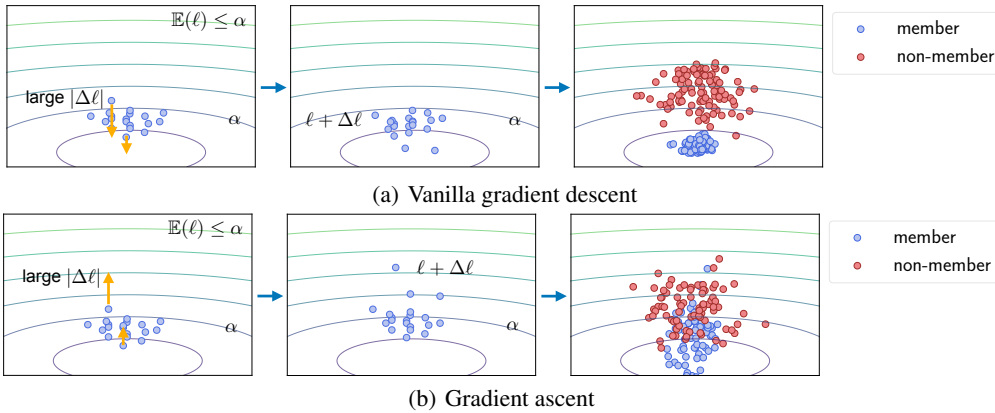 𝔼(ℓ) ≤ α
large |Δℓ|
α
ℓ + Δℓ
α
member
non-member
(a) Vanilla gradient descent
𝔼(ℓ) ≤ α
large |Δℓ|
α
ℓ + Δℓ
α
member
non-member
(b) Gradient ascent